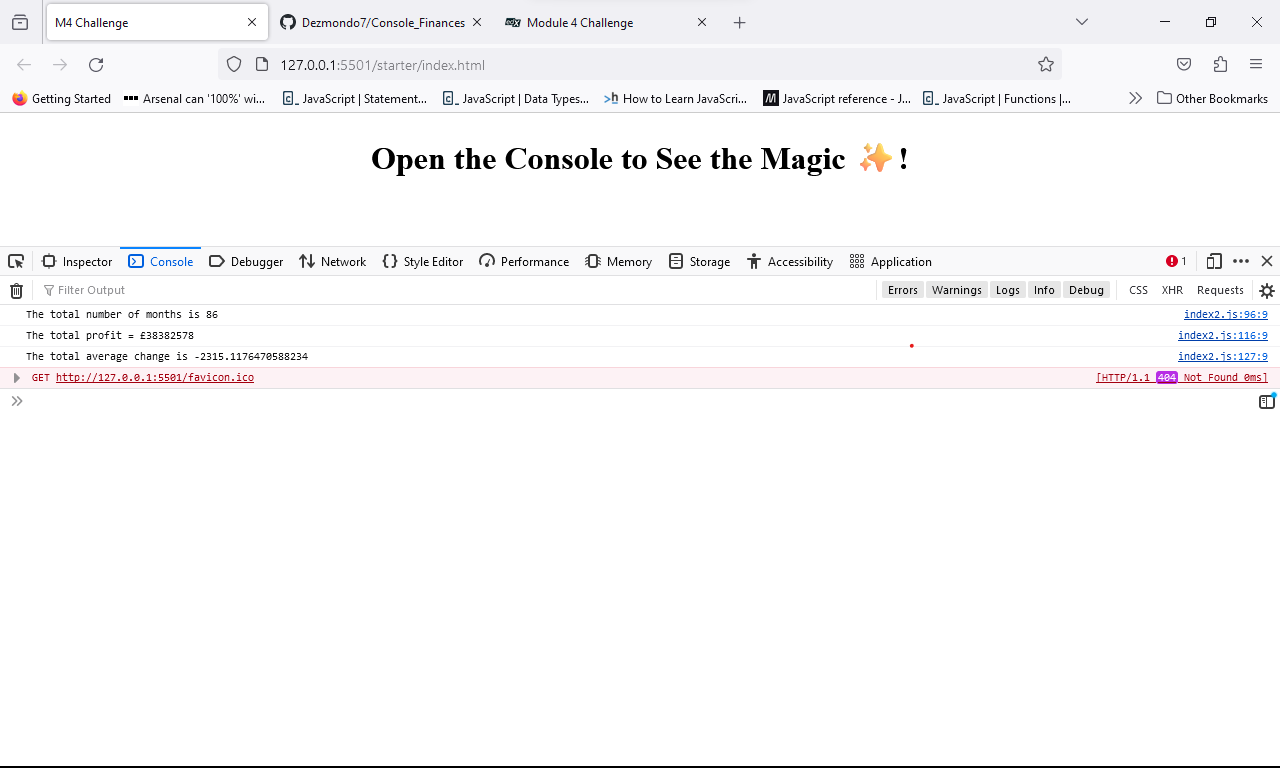 M4 Challenge
Dezmondo7/Console_Finances
Module 4 Challenge
127.0.0.1:5501/starter/index.html
Getting Started
Arsenal can '100%' wi...
JavaScript | Statement...
JavaScript | Data Types...
How to Learn JavaScri...
JavaScript reference - J...
JavaScript | Functions |...
Other Bookmarks
Open the Console to See the Magic ✨!
Inspector Console Debugger Network Style Editor Performance Memory Storage Accessibility Application 1
Filter Output Errors Warnings Logs Info Debug CSS XHR Requests
The total number of months is 86 index2.js:96:9
The total profit = £38382578 index2.js:116:9
The total average change is -2315.1176470588234 index2.js:127:9
GET http://127.0.0.1:5501/favicon.ico [HTTP/1.1 404 Not Found 0ms]